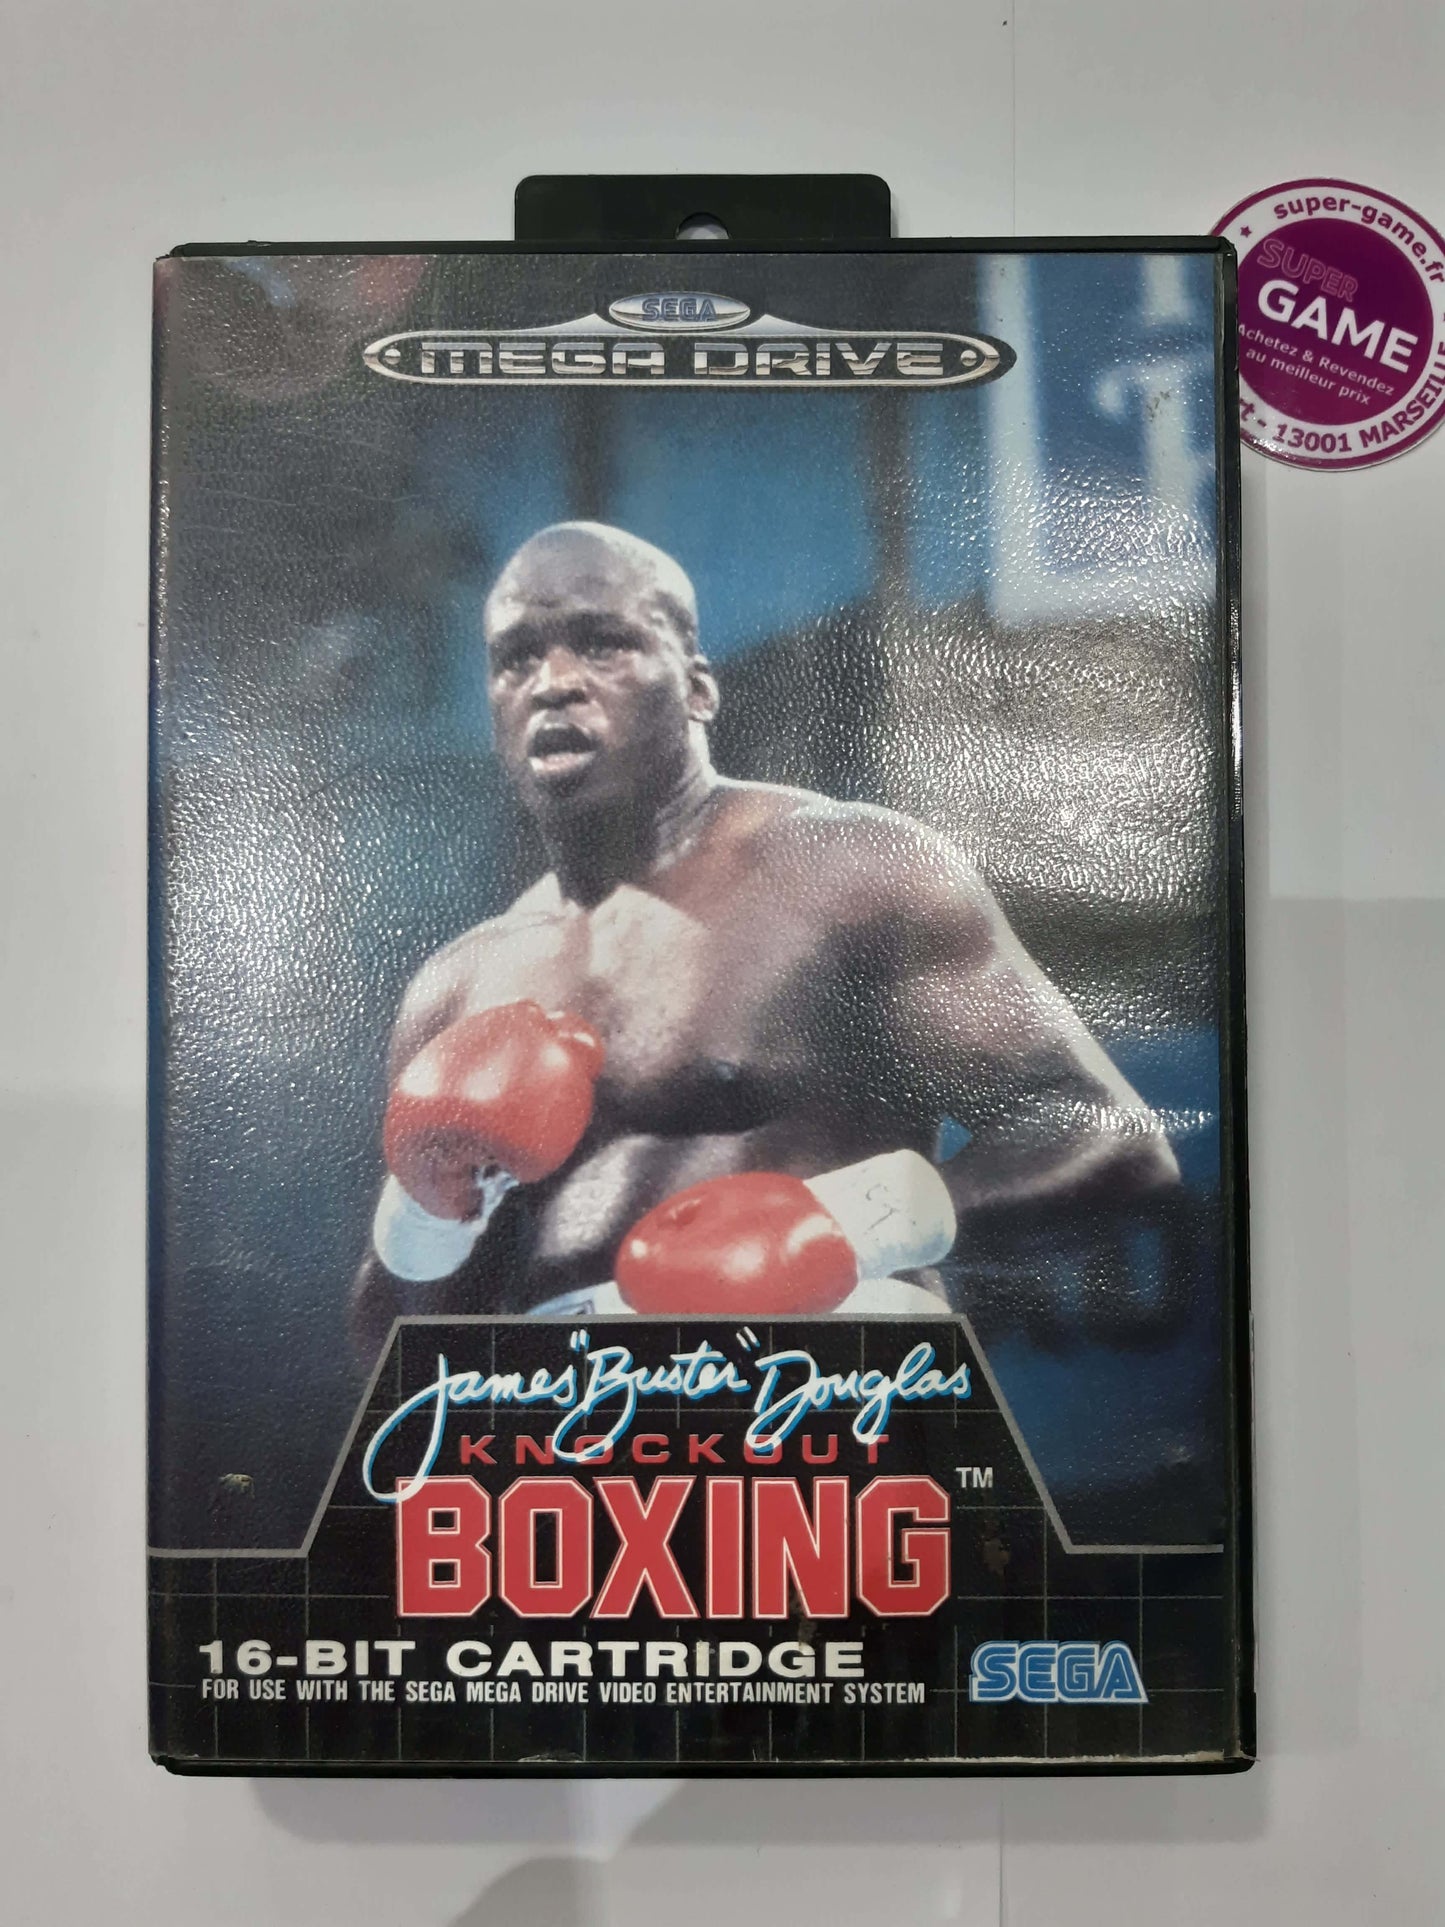 super-game.fr
SUPER
GAME
Achetez & Revendez
au meilleur prix
13001 MARSEILLE
SEGA
MEGA DRIVE
James "Buster" Douglas
KNOCKOUT
BOXING TM
16-BIT CARTRIDGE
FOR USE WITH THE SEGA MEGA DRIVE VIDEO ENTERTAINMENT SYSTEM
SEGA